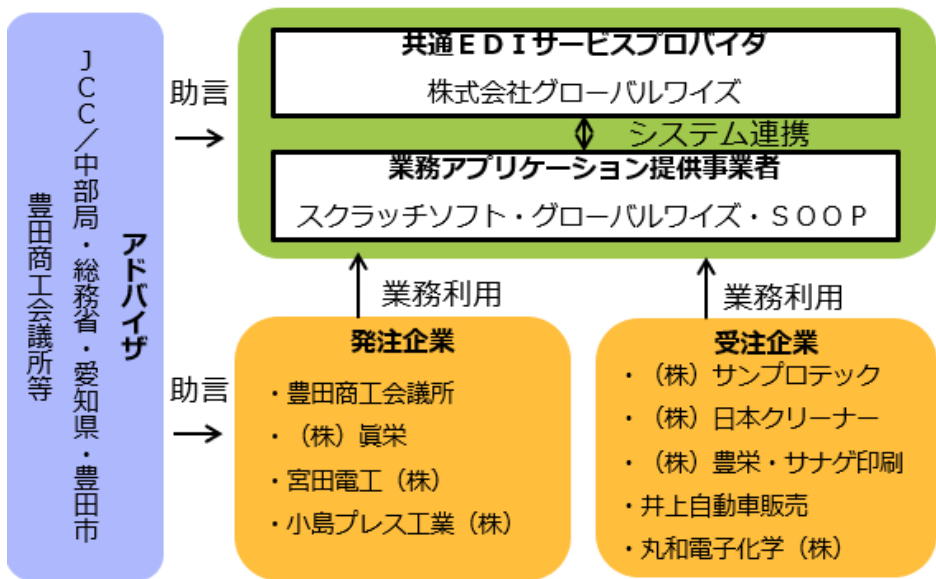 アドバイザ
JCC/中部局・総務省・愛知県・豊田市
豊田商工会議所等
助言
共通EDIサービスプロバイダ
株式会社グローバルワイズ
システム連携
業務アプリケーション提供事業者
スクラッチソフト・グローバルワイズ・SOOP
業務利用
業務利用
助言
発注企業
・豊田商工会議所
・(株)眞栄
・宮田電工(株)
・小島プレス工業(株)
受注企業
・(株)サンプロテック
・(株)日本クリーナー
・(株)豊栄・サナゲ印刷
・井上自動車販売
・丸和電子化学(株)